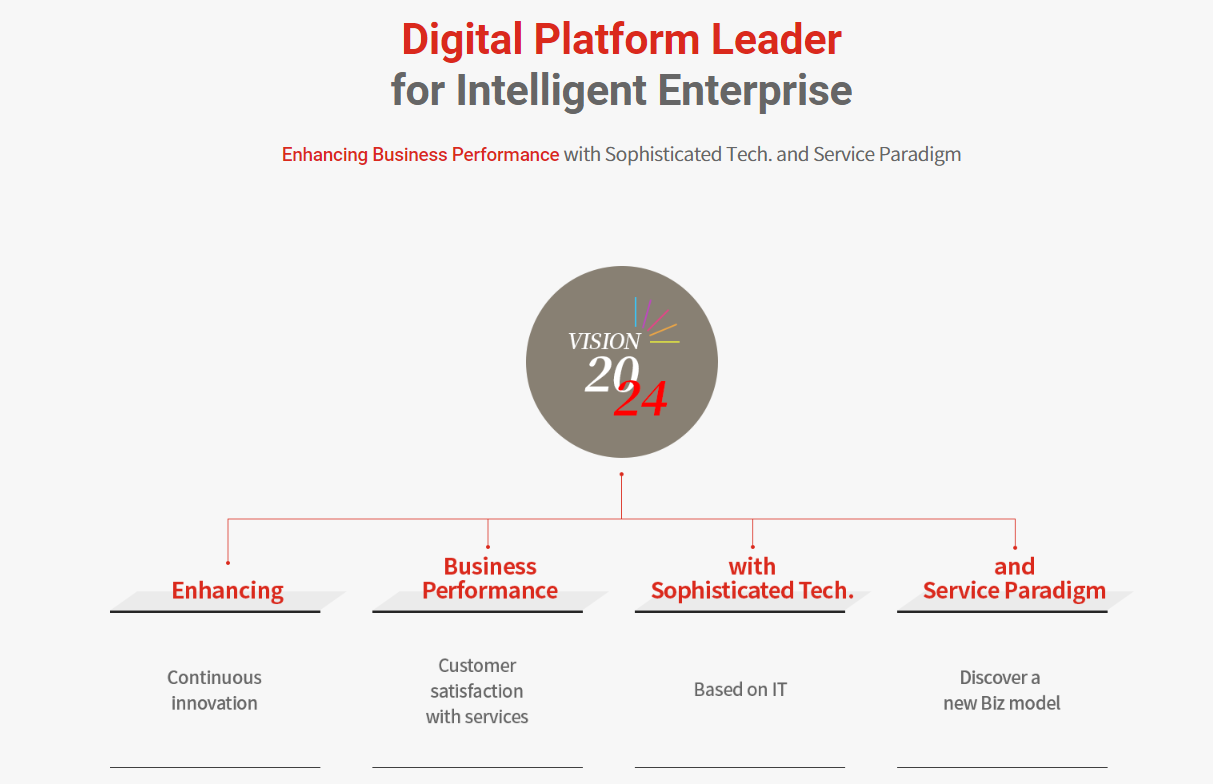 Digital Platform Leader
for Intelligent Enterprise
Enhancing Business Performance with Sophisticated Tech. and Service Paradigm
VISION
20
24
Enhancing
Business
Performance
with
Sophisticated Tech.
and
Service Paradigm
Continuous
innovation
Customer
satisfaction
with services
Based on IT
Discover a
new Biz model